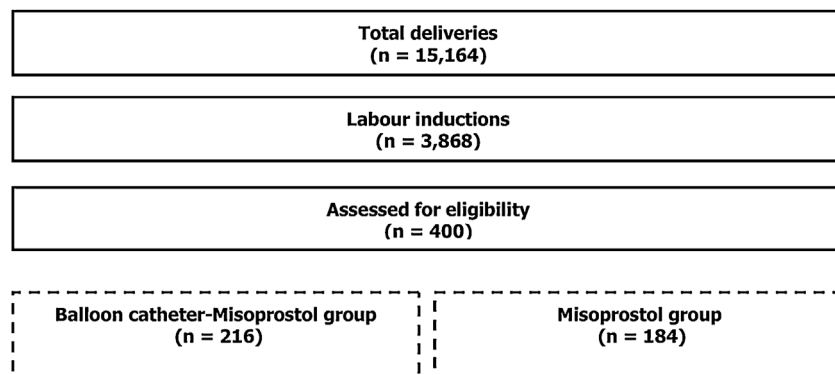 Total deliveries
(n = 15,164)
Labour inductions
(n = 3,868)
Assessed for eligibility
(n = 400)
Balloon catheter-Misoprostol group
(n = 216)
Misoprostol group
(n = 184)